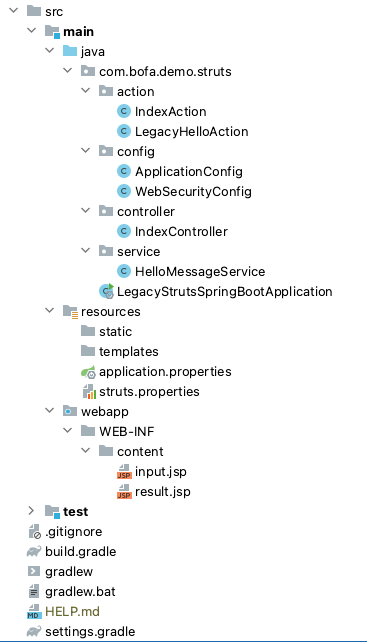 src
main
java
com.bofa.demo.struts
action
IndexAction
LegacyHelloAction
config
ApplicationConfig
WebSecurityConfig
controller
IndexController
service
HelloMessageService
LegacyStrutsSpringBootApplication
resources
static
templates
application.properties
struts.properties
webapp
WEB-INF
content
input.jsp
result.jsp
test
.gitignore
build.gradle
gradlew
gradlew.bat
HELP.md
settings.gradle